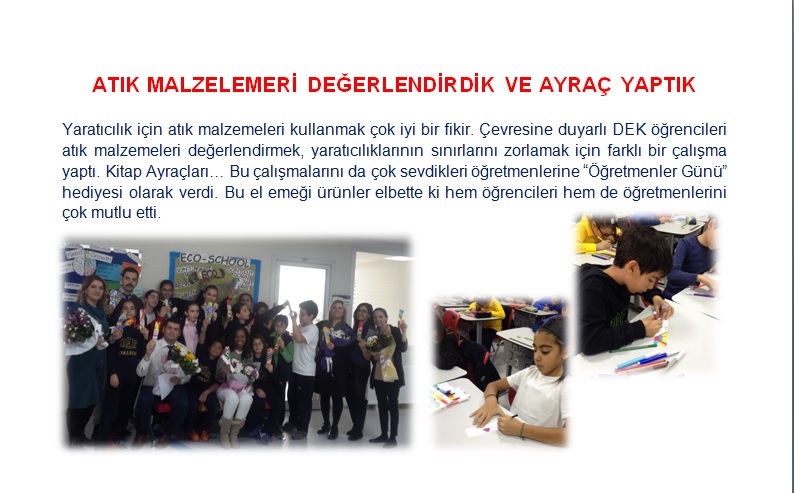 ATIK MALZELEMERİ DEĞERLENDİRDİK VE AYRAÇ YAPTIK
Yaratıcılık için atık malzemeleri kullanmak çok iyi bir fikir. Çevresine duyarlı DEK öğrencileri
atık malzemeleri değerlendirmek, yaratıcılıklarının sınırlarını zorlamak için farklı bir çalışma
yaptı. Kitap Ayraçları… Bu çalışmalarını da çok sevdikleri öğretmenlerine “Öğretmenler Günü”
hediyesi olarak verdi. Bu el emeği ürünler elbette ki hem öğrencileri hem de öğretmenlerini
çok mutlu etti.
ECO-SCHOOL